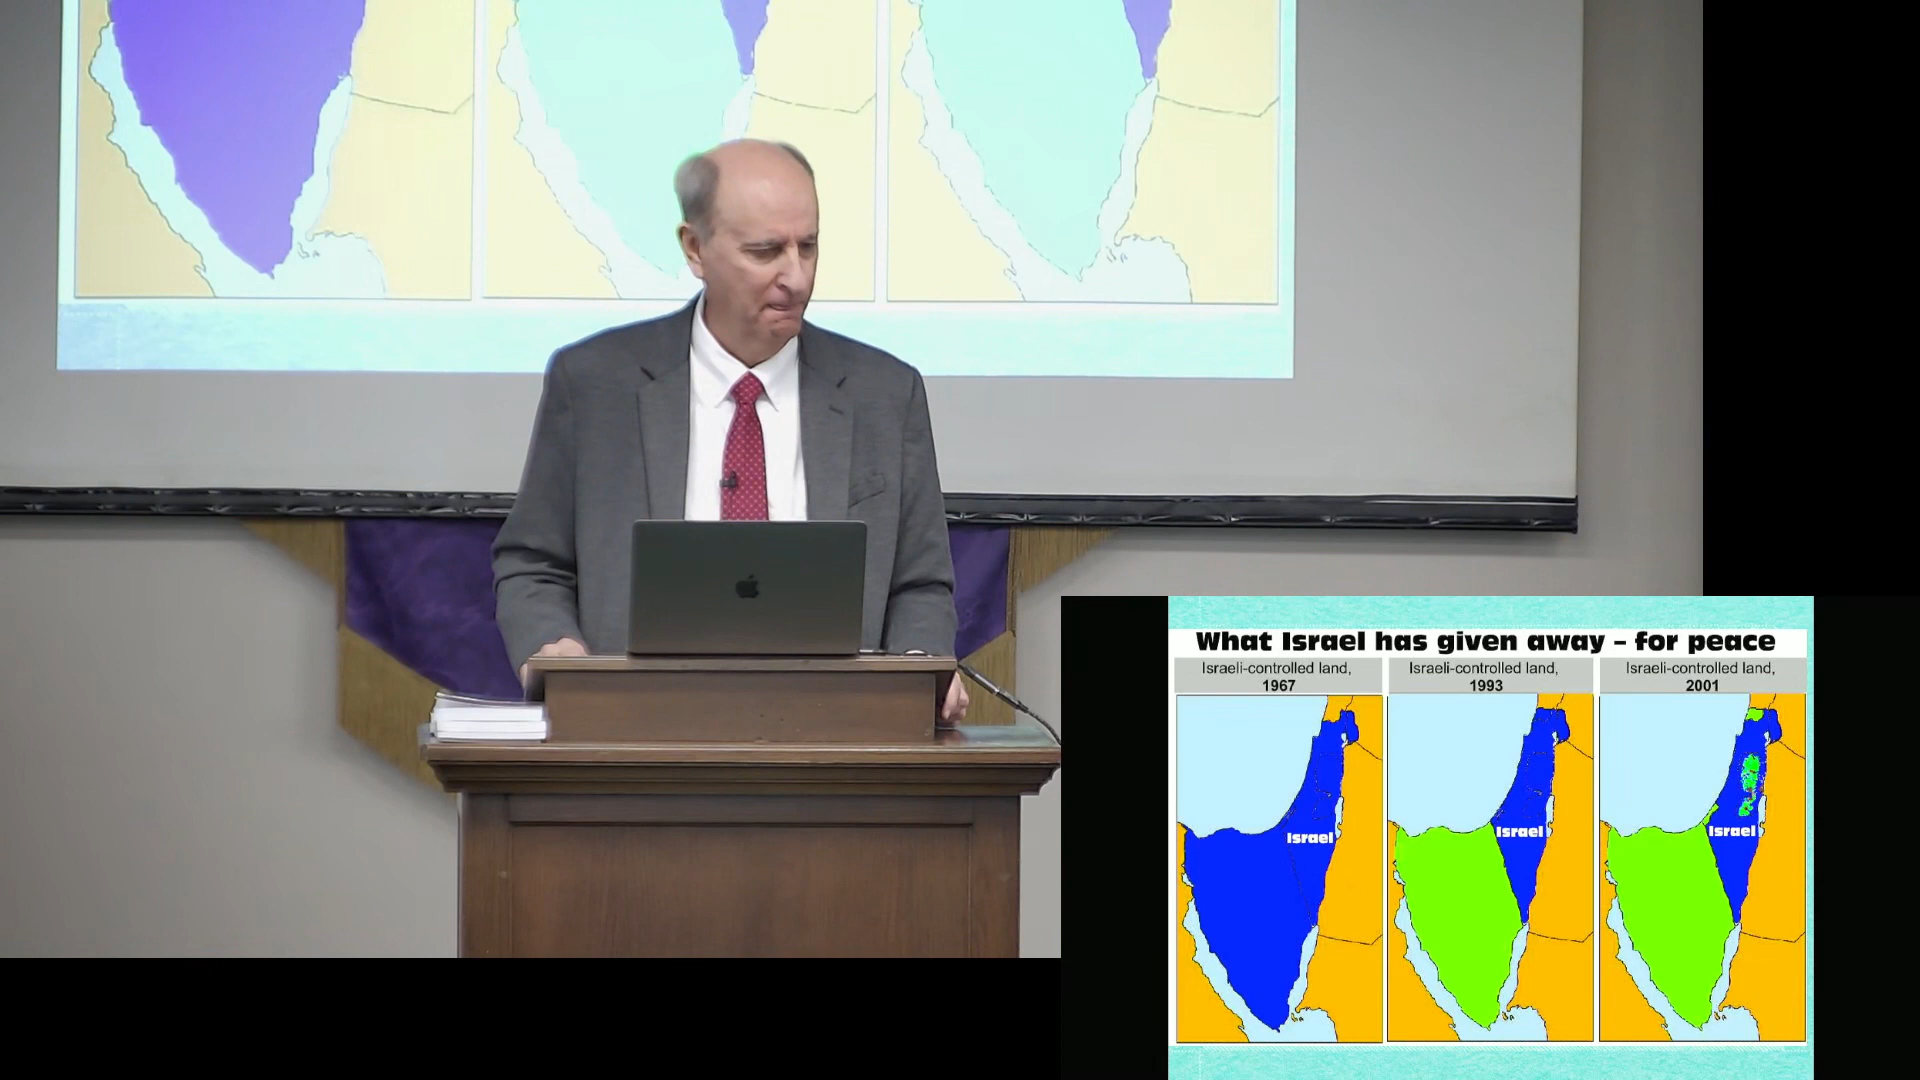 What Israel has given away – for peace
Israeli-controlled land,
1967
Israeli-controlled land,
1993
Israeli-controlled land,
2001
Israel
Israel
Israel